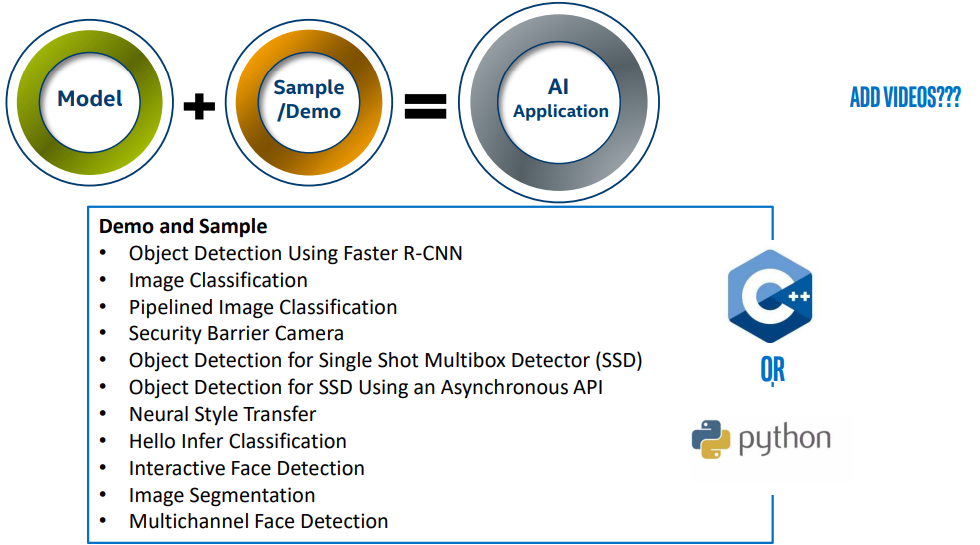 Model
Sample
/Demo
AI
Application
ADD VIDEOS???
Demo and Sample
• Object Detection Using Faster R-CNN
• Image Classification
• Pipelined Image Classification
• Security Barrier Camera
• Object Detection for Single Shot Multibox Detector (SSD)
• Object Detection for SSD Using an Asynchronous API
• Neural Style Transfer
• Hello Infer Classification
• Interactive Face Detection
• Image Segmentation
• Multichannel Face Detection
C++
OR
python